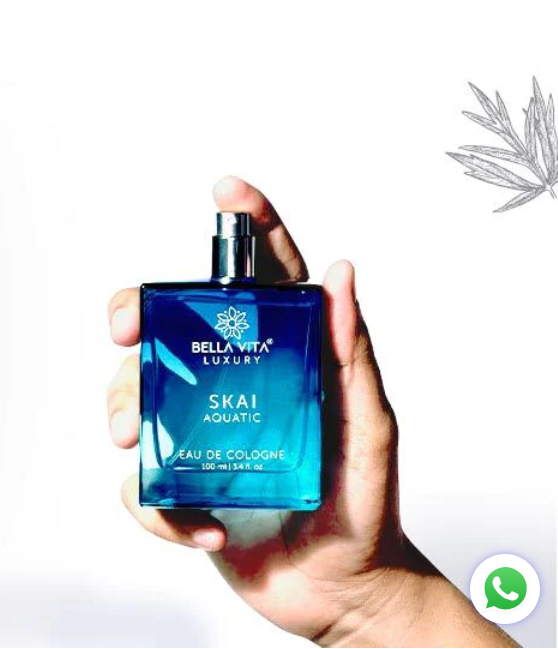 BELLA VITA®
LUXURY
SKAI
AQUATIC
EAU DE COLOGNE
100 ml | 3.4 fl. oz